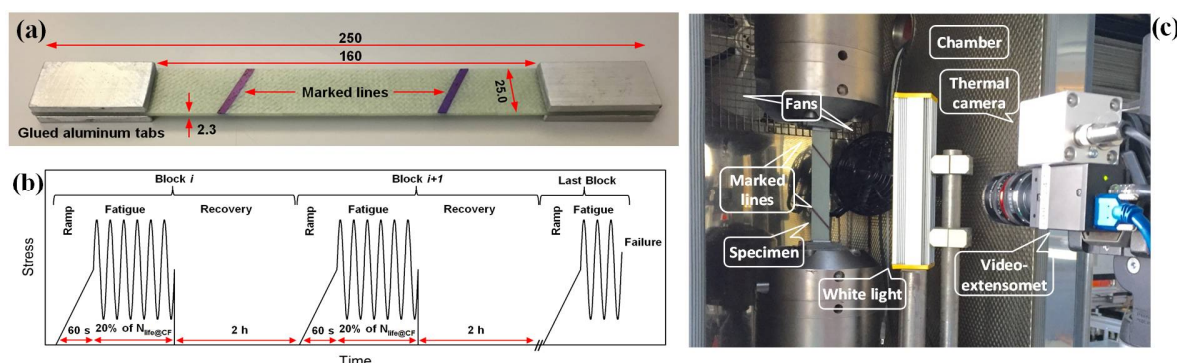 (a)
250
160
25.0
Marked lines
Glued aluminum tabs
2.3
(b)
Block i
Block i+1
Last Block
Ramp
Fatigue
Recovery
Ramp
Fatigue
Recovery
Ramp
Fatigue
Failure
Stress
60 s
20% of Nlife@CF
2 h
60 s
20% of Nlife@CF
2 h
Time
(c)
Chamber
Thermal
camera
Fans
Marked
lines
Specimen
White light
Video-
extensomet